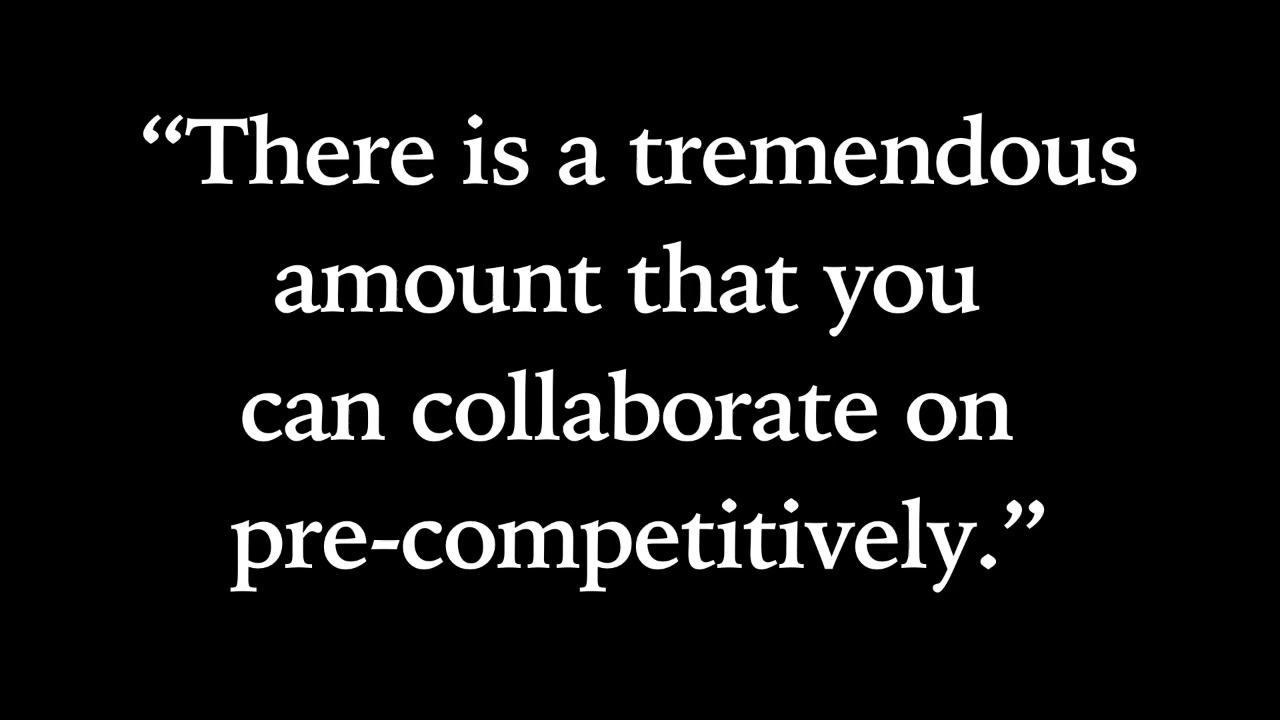 “There is a tremendous
amount that you
can collaborate on
pre-competitively.”